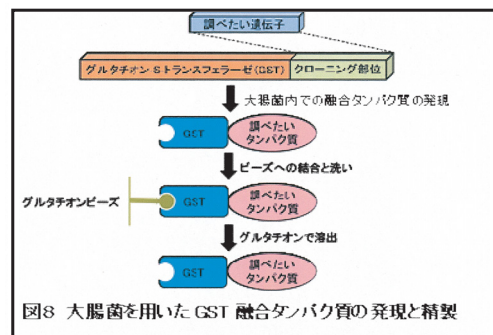 調べたい遺伝子
グルタチオン Sトランスフェラーゼ(GST)
クローニング部位
大腸菌内での融合タンパク質の発現
GST
調べたい
タンパク質
ビーズへの結合と洗い
グルタチオンビーズ
GST
調べたい
タンパク質
グルタチオンで溶出
GST
調べたい
タンパク質
図8 大腸菌を用いた GST 融合タンパク質の発現と精製